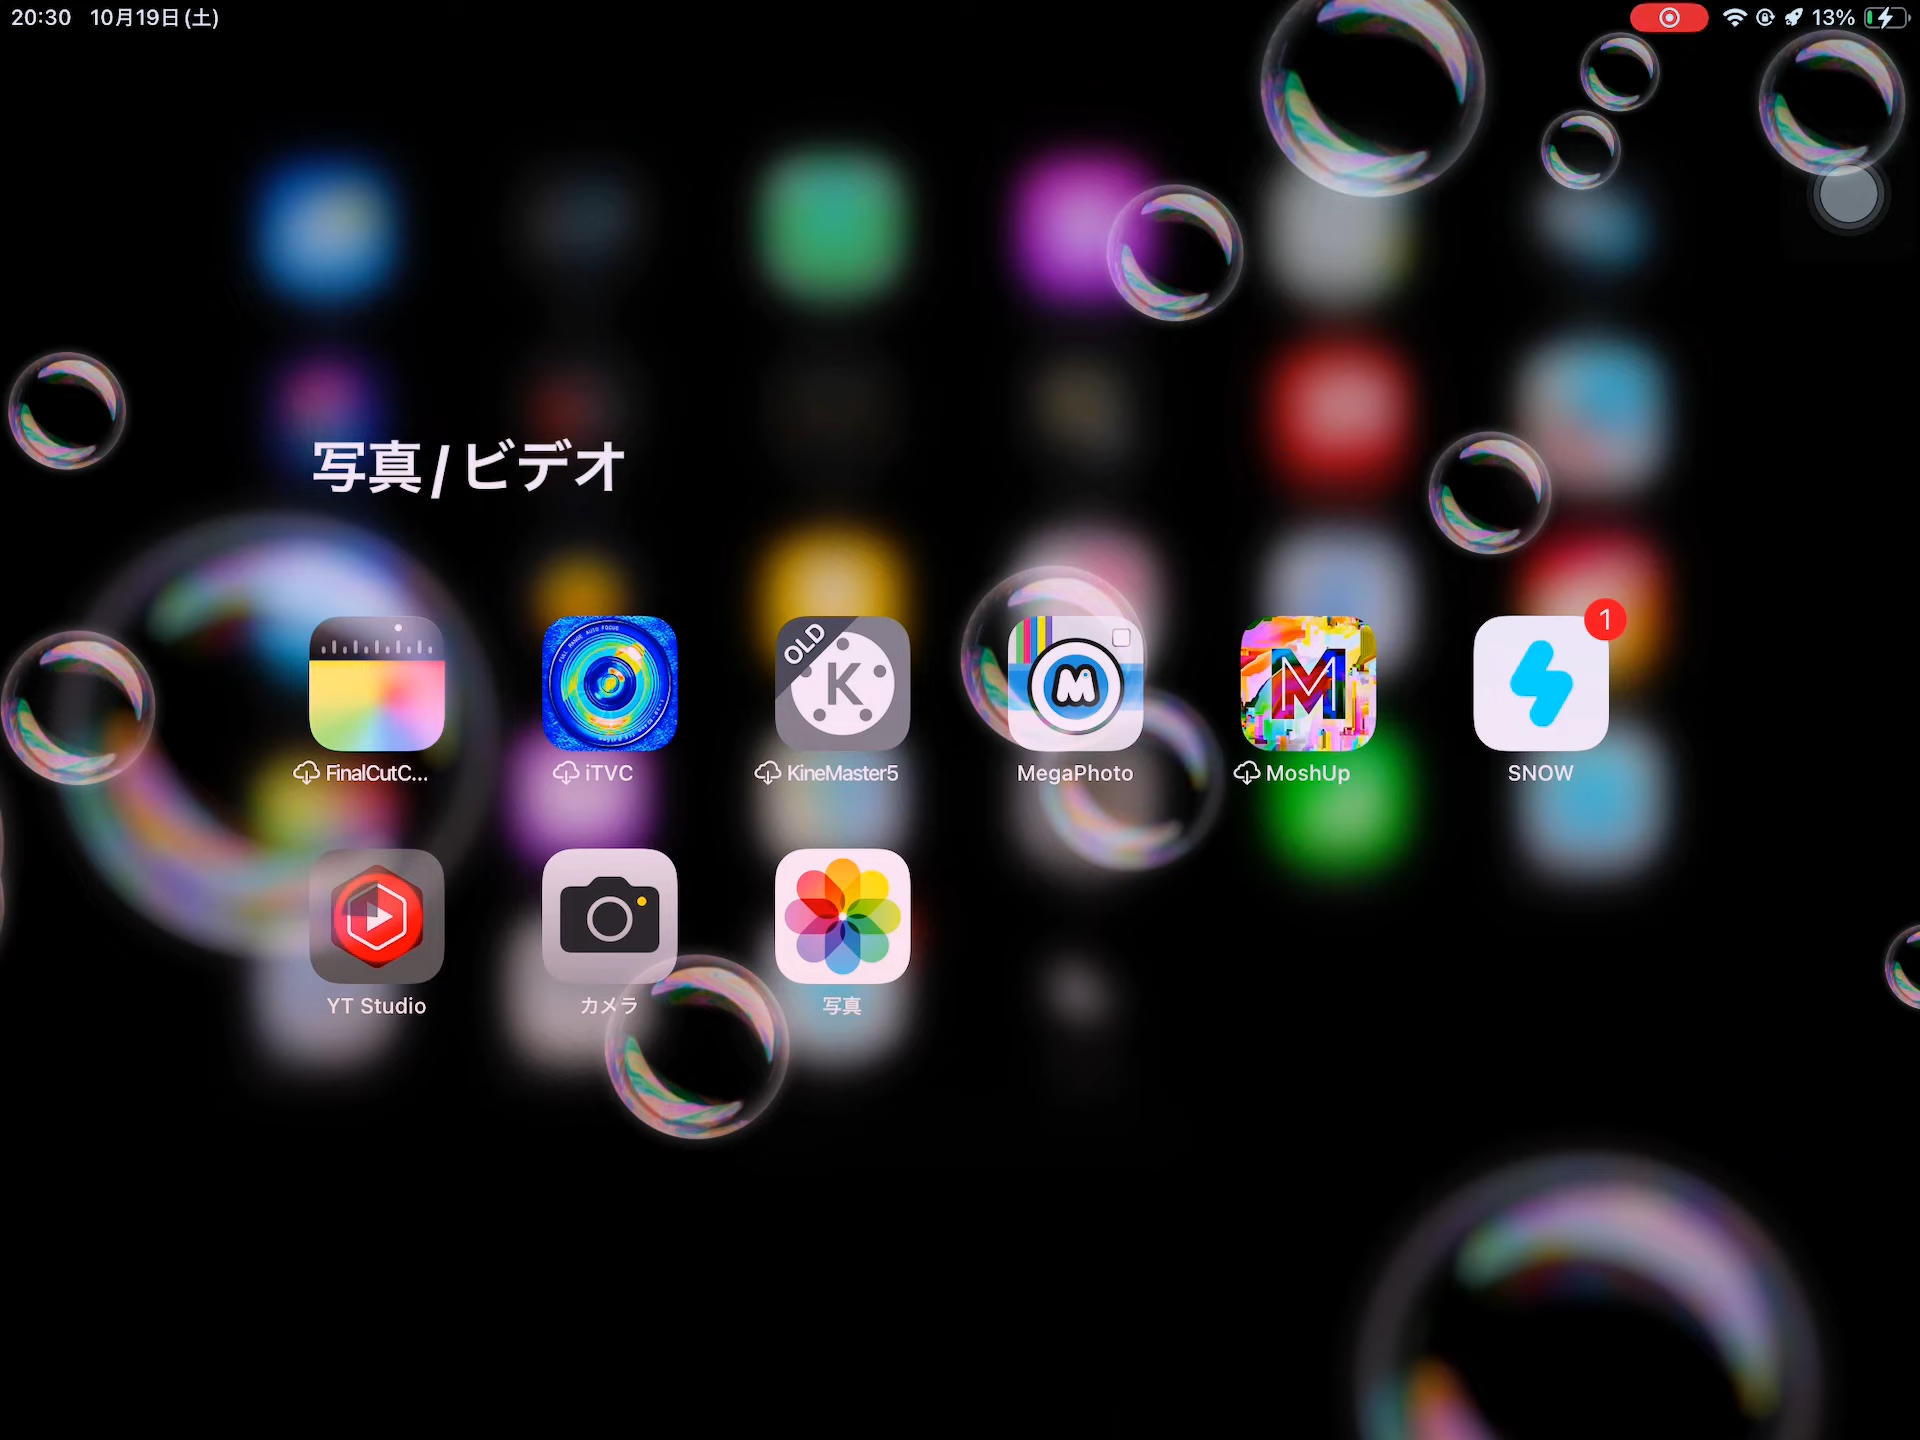 20:30 10月19日(土) 13%
写真/ビデオ
1
OLD
K
M
M
FinalCutC... iTVC KineMaster5 MegaPhoto MoshUp SNOW
YT Studio カメラ 写真